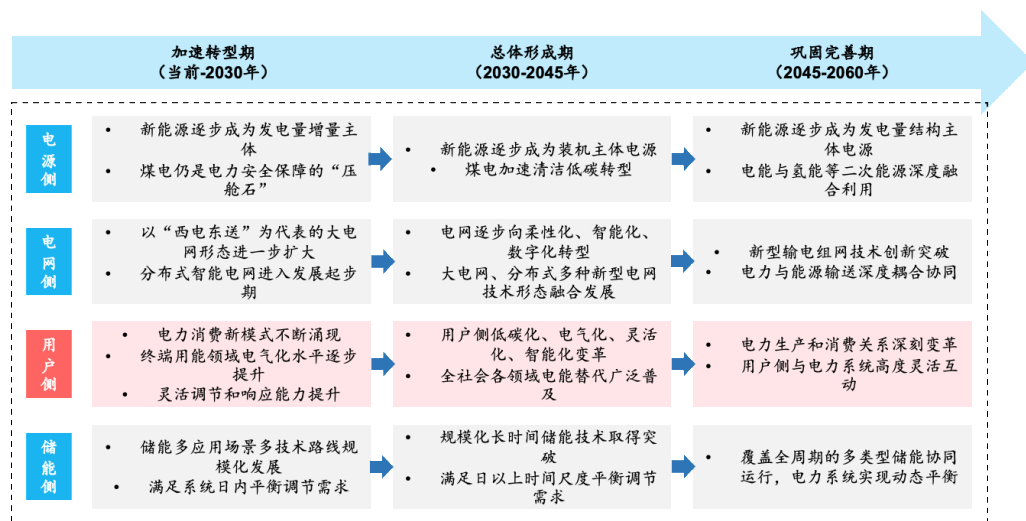 加速转型期
（当前-2030年）
总体形成期
（2030-2045年）
巩固完善期
（2045-2060年）
电源侧
• 新能源逐步成为发电量增量主
体
• 煤电仍是电力安全保障的“压
舱石”
• 新能源逐步成为装机主体电源
• 煤电加速清洁低碳转型
• 新能源逐步成为发电量结构主
体电源
• 电能与氢能等二次能源深度融
合利用
电网侧
• 以“西电东送”为代表的大电
网形态进一步扩大
• 分布式智能电网进入发展起步
期
• 电网逐步向柔性化、智能化、
数字化转型
• 大电网、分布式多种新型电网
技术形态融合发展
• 新型输电组网技术创新突破
• 电力与能源输送深度耦合协同
用户侧
• 电力消费新模式不断涌现
• 终端用能领域电气化水平逐步
提升
• 灵活调节和响应能力提升
• 用户侧低碳化、电气化、灵活
化、智能化变革
• 全社会各领域电能替代广泛普
及
• 电力生产和消费关系深刻变革
• 用户侧与电力系统高度灵活互
动
储能侧
• 储能多应用场景多技术路线规
模化发展
• 满足系统日内平衡调节需求
• 规模化长时间储能技术取得突
破
• 满足日以上时间尺度平衡调节
需求
• 覆盖全周期的多类型储能协同
运行，电力系统实现动态平衡